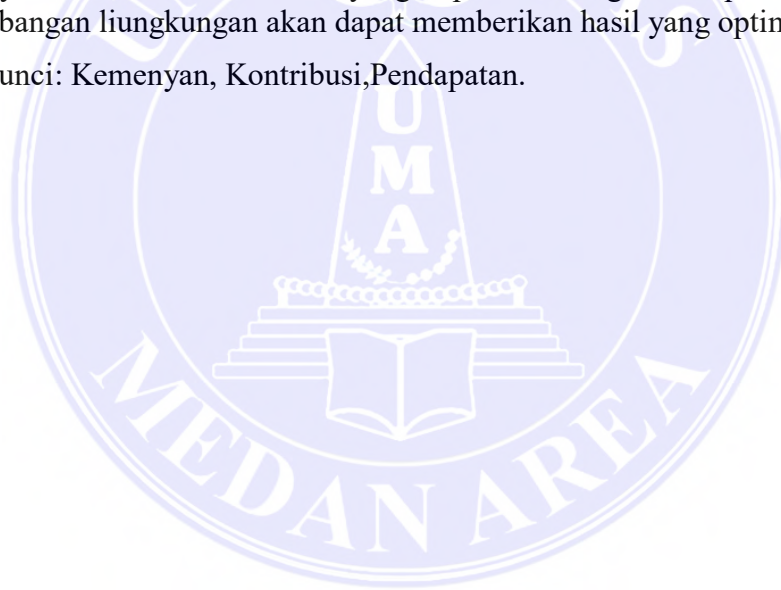 bangan liungkungan akan dapat memberikan hasil yang optin
unci: Kemenyan, Kontribusi,Pendapatan.
U
M
A
MEDAN AREA